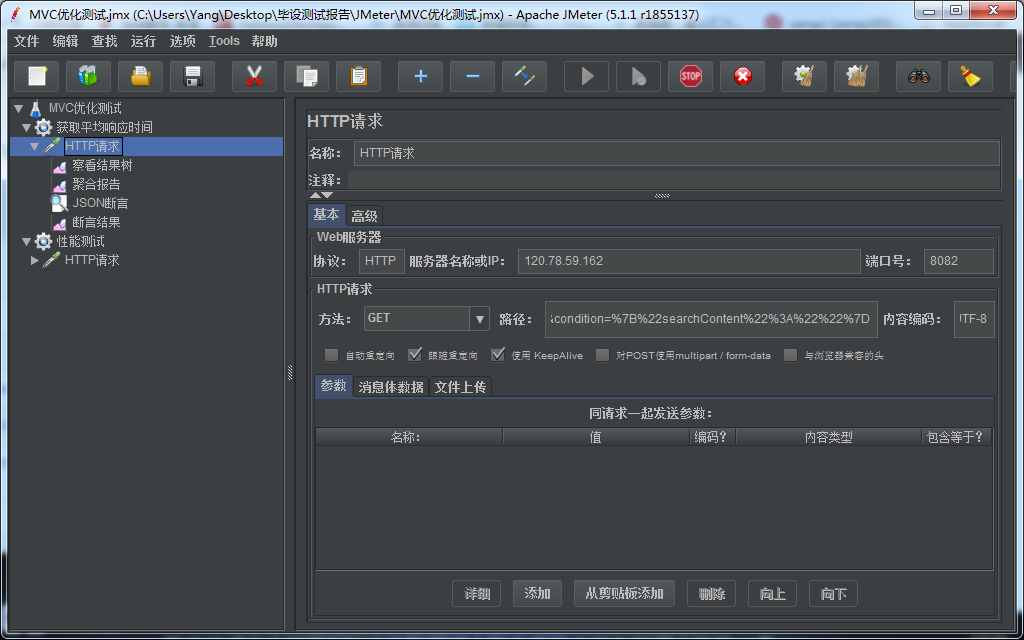 MVC优化测试.jmx (C:\Users\Yang\Desktop\毕设测试报告\JMeter\MVC优化测试.jmx) - Apache JMeter (5.1.1 r1855137)
文件 编辑 查找 运行 选项 Tools 帮助
STOP
MVC优化测试
获取平均响应时间
HTTP请求
察看结果树
聚合报告
JSON断言
断言结果
性能测试
HTTP请求
HTTP请求
名称： HTTP请求
注释：
基本 高级
Web服务器
协议： HTTP 服务器名称或IP： 120.78.59.162 端口号： 8082
HTTP请求
方法： GET 路径： condition=%7B%22searchContent%22%3A%22%22%7D 内容编码： UTF-8
自动重定向 跟随重定向 使用 KeepAlive 对POST使用multipart / form-data 与浏览器兼容的头
参数 消息体数据 文件上传
同请求一起发送参数：
名称： 值 编码？ 内容类型 包含等于？
详细 添加 从剪贴板添加 删除 向上 向下